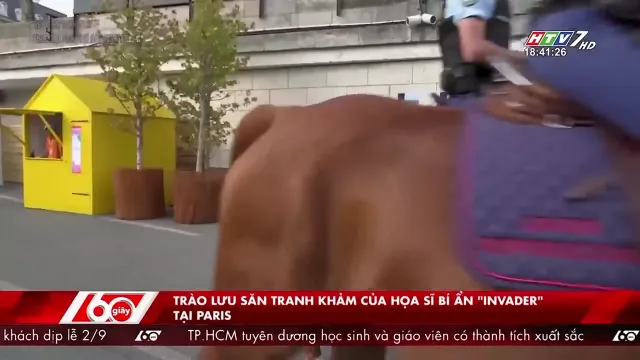 HTV7 HD
18:41:26
60 giây
TRÀO LƯU SĂN TRANH KHẢM CỦA HỌA SĨ BÍ ẨN "INVADER"
TẠI PARIS
khách dịp lễ 2/9 60 TP.HCM tuyên dương học sinh và giáo viên có thành tích xuất sắc 60